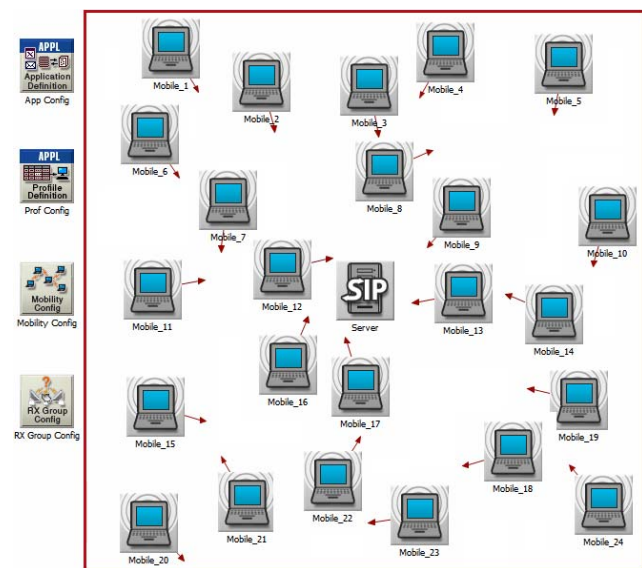 APPL
Application
Definition
App Config
APPL
Profile
Definition
Prof Config
Mobility
Config
Mobility Config
RX Group
Config
RX Group Config
Mobile_1
Mobile_2
Mobile_3
Mobile_4
Mobile_5
Mobile_6
Mobile_7
Mobile_8
Mobile_9
Mobile_10
Mobile_11
Mobile_12
SIP
Server
Mobile_13
Mobile_14
Mobile_15
Mobile_16
Mobile_17
Mobile_18
Mobile_19
Mobile_20
Mobile_21
Mobile_22
Mobile_23
Mobile_24